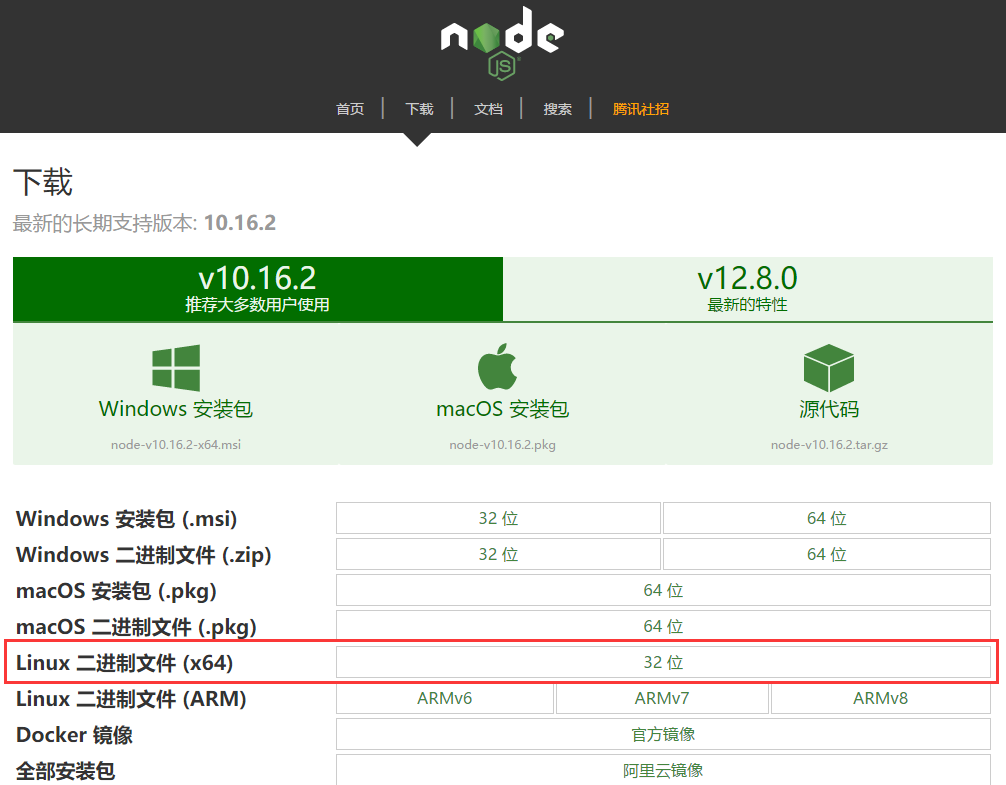 node
JS
首页 下载 文档 搜索 腾讯社招
下载
最新的长期支持版本: 10.16.2
v10.16.2 v12.8.0
推荐大多数用户使用 最新的特性
Windows 安装包 macOS 安装包 源代码
node-v10.16.2-x64.msi node-v10.16.2.pkg node-v10.16.2.tar.gz
Windows 安装包 (.msi) 32 位 64 位
Windows 二进制文件 (.zip) 32 位 64 位
macOS 安装包 (.pkg) 64 位
macOS 二进制文件 (.pkg) 64 位
Linux 二进制文件 (x64) 32 位
Linux 二进制文件 (ARM) ARMv6 ARMv7 ARMv8
Docker 镜像 官方镜像
全部安装包 阿里云镜像